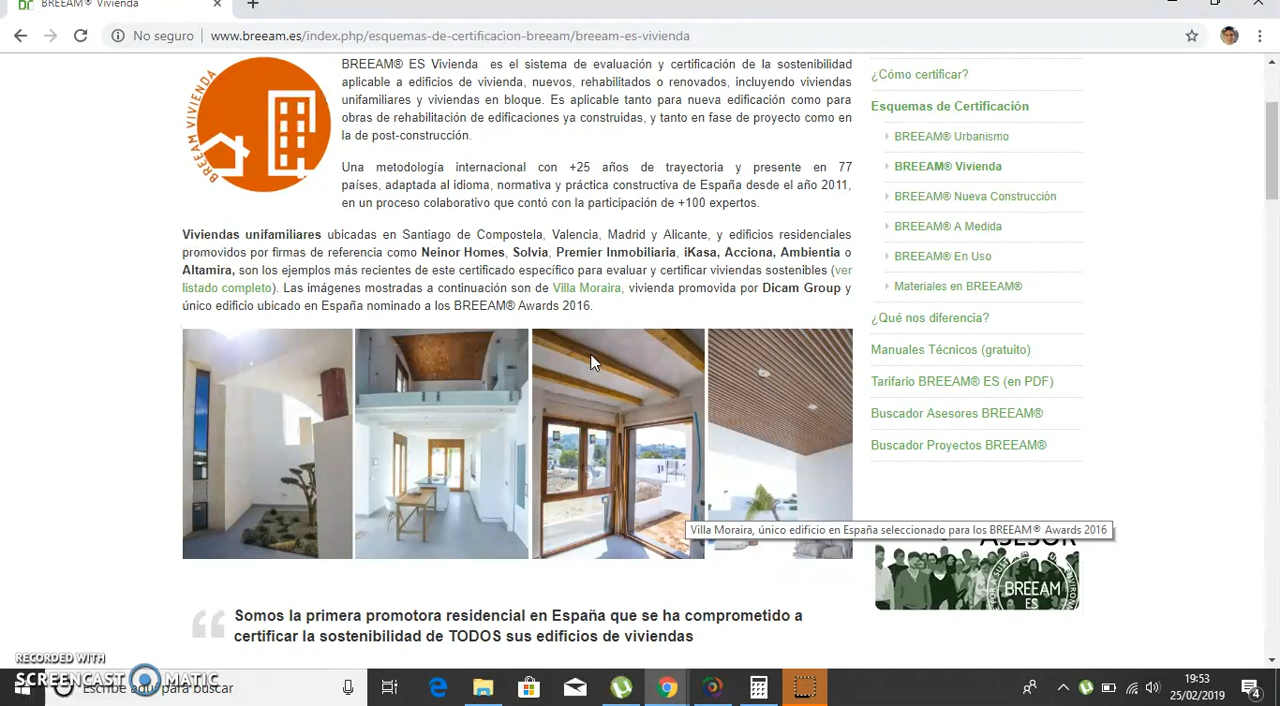 BREEAM® Vivienda
No seguro
www.breeam.es/index.php/esquemas-de-certificacion-breeam/breeam-es-vivienda
BREEAM VIVIENDA
BREEAM® ES Vivienda es el sistema de evaluación y certificación de la sostenibilidad
aplicable a edificios de vivienda, nuevos, rehabilitados o renovados, incluyendo viviendas
unifamiliares y viviendas en bloque. Es aplicable tanto para nueva edificación como para
obras de rehabilitación de edificaciones ya construidas, y tanto en fase de proyecto como en
la de post-construcción.
Una metodología internacional con +25 años de trayectoria y presente en 77
países, adaptada al idioma, normativa y práctica constructiva de España desde el año 2011,
en un proceso colaborativo que contó con la participación de +100 expertos.
Viviendas unifamiliares ubicadas en Santiago de Compostela, Valencia, Madrid y Alicante, y edificios residenciales
promovidos por firmas de referencia como Neinor Homes, Solvia, Premier Inmobiliaria, iKasa, Acciona, Ambientia o
Altamira, son los ejemplos más recientes de este certificado específico para evaluar y certificar viviendas sostenibles (ver
listado completo). Las imágenes mostradas a continuación son de Villa Moraira, vivienda promovida por Dicam Group y
único edificio ubicado en España nominado a los BREEAM® Awards 2016.
Villa Moraira, único edificio en España seleccionado para los BREEAM® Awards 2016
Somos la primera promotora residencial en España que se ha comprometido a
certificar la sostenibilidad de TODOS sus edificios de viviendas
¿Cómo certificar?
Esquemas de Certificación
BREEAM® Urbanismo
BREEAM® Vivienda
BREEAM® Nueva Construcción
BREEAM® A Medida
BREEAM® En Uso
Materiales en BREEAM®
¿Qué nos diferencia?
Manuales Técnicos (gratuito)
Tarifario BREEAM® ES (en PDF)
Buscador Asesores BREEAM®
Buscador Proyectos BREEAM®
ASESOR
BREEAM
ES
RECORDED WITH
SCREENCAST MATIC
Escribe aquí para buscar
19:53
25/02/2019
4